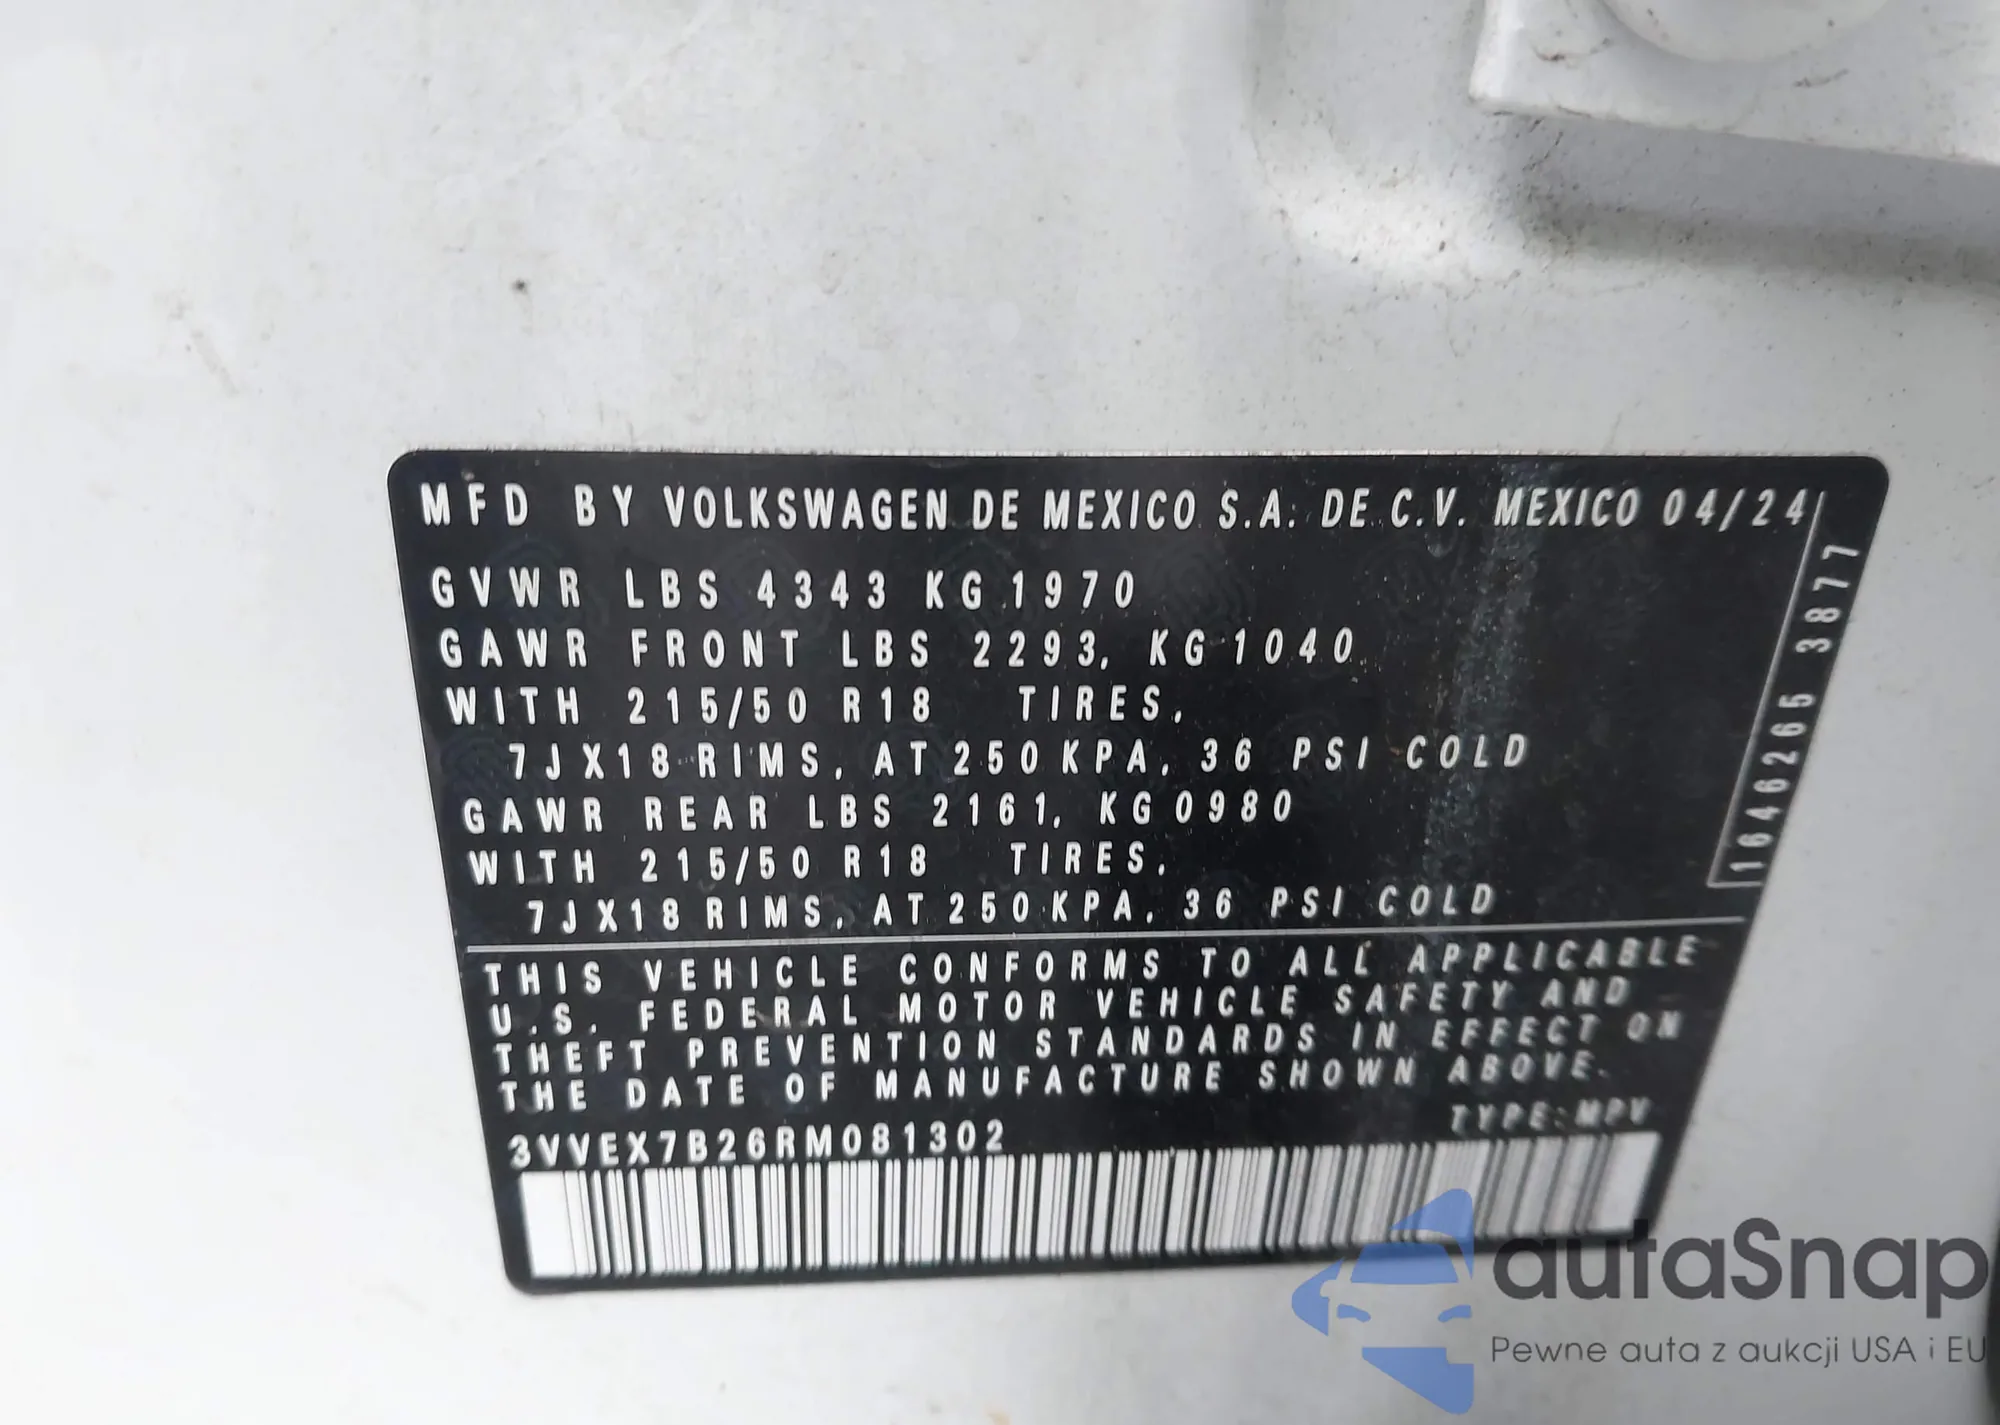 MFD BY VOLKSWAGEN DE MEXICO S.A. DE C.V. MEXICO 04/24
GVWR LBS 4343 KG 1970
GAWR FRONT LBS 2293, KG 1040
WITH 215/50 R18 TIRES,
7JX18 RIMS, AT 250 KPA, 36 PSI COLD
GAWR REAR LBS 2161, KG 0980
WITH 215/50 R18 TIRES,
7JX18 RIMS, AT 250 KPA, 36 PSI COLD
1646265 3877
THIS VEHICLE CONFORMS TO ALL APPLICABLE
U.S. FEDERAL MOTOR VEHICLE SAFETY AND
THEFT PREVENTION STANDARDS IN EFFECT ON
THE DATE OF MANUFACTURE SHOWN ABOVE.
3VVEX7B26RM081302 TYPE: MPV
autaSnap
Pewne auta z aukcji USA i EU